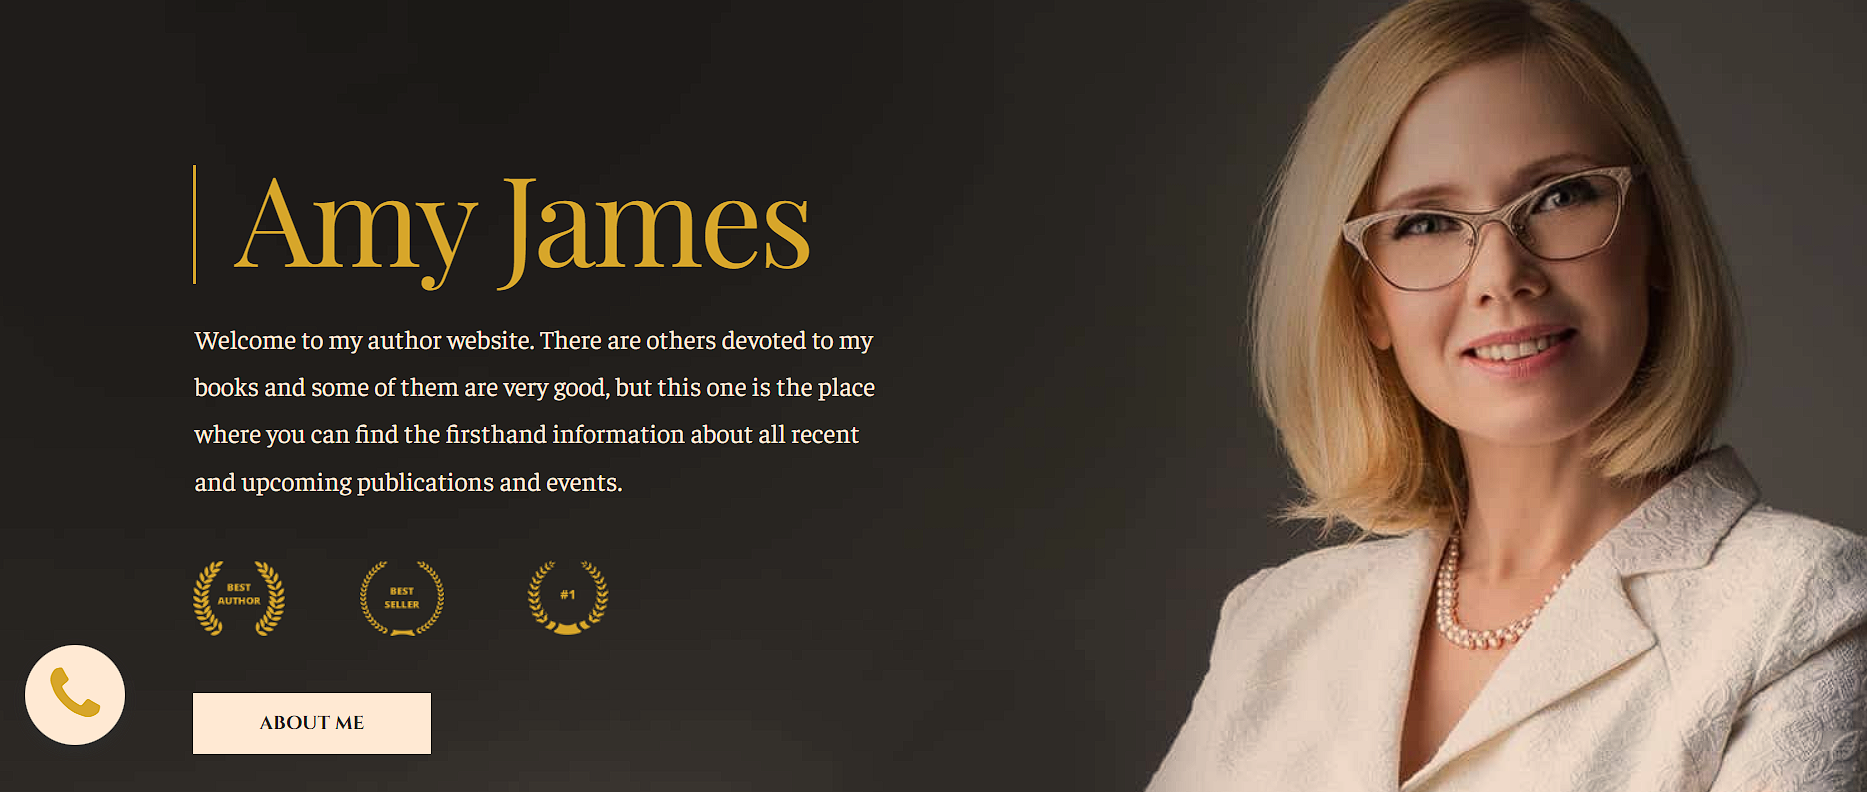 Amy James
Welcome to my author website. There are others devoted to my
books and some of them are very good, but this one is the place
where you can find the firsthand information about all recent
and upcoming publications and events.
BEST
AUTHOR
BEST
SELLER
#1
ABOUT ME